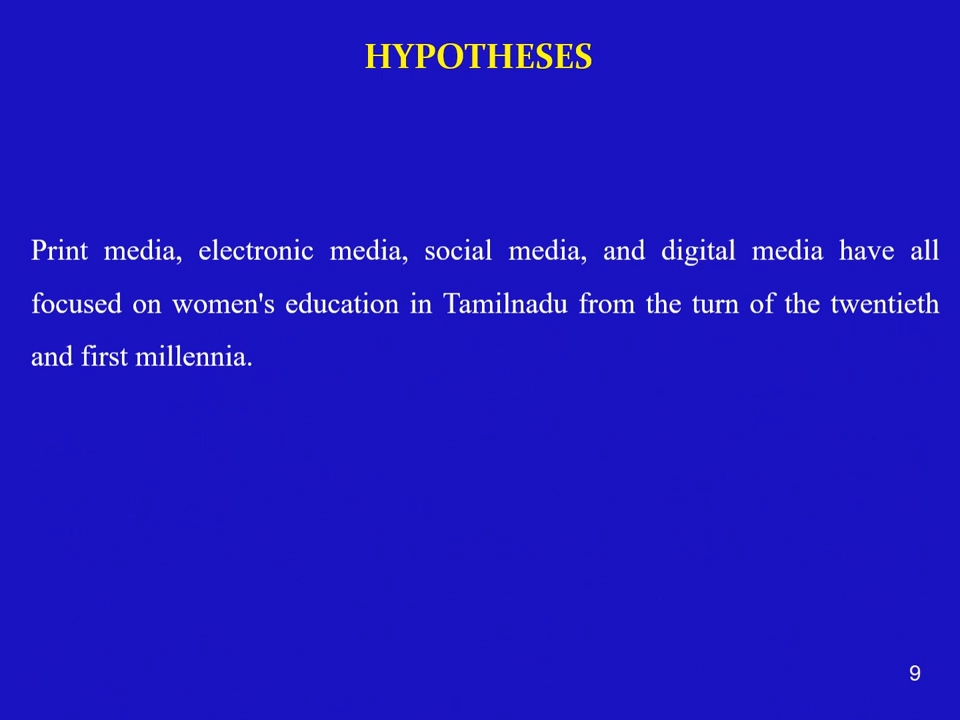 HYPOTHESES
Print media, electronic media, social media, and digital media have all
focused on women's education in Tamilnadu from the turn of the twentieth
and first millennia.
9